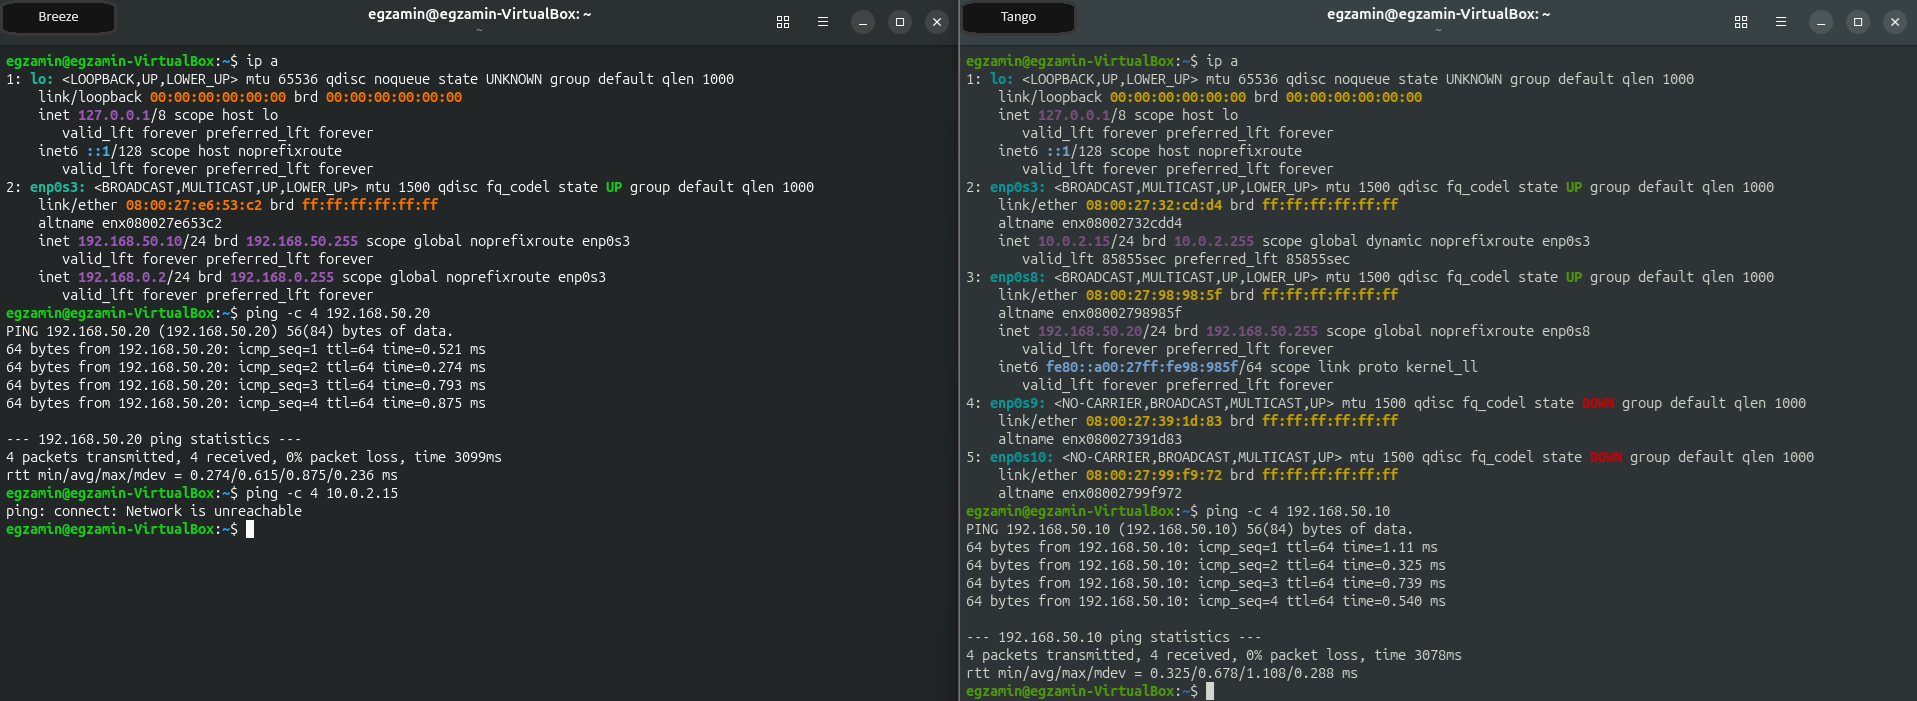 Breeze
egzamin@egzamin-VirtualBox: ~
~
egzamin@egzamin-VirtualBox:~$ ip a
1: lo: <LOOPBACK,UP,LOWER_UP> mtu 65536 qdisc noqueue state UNKNOWN group default qlen 1000
    link/loopback 00:00:00:00:00:00 brd 00:00:00:00:00:00
    inet 127.0.0.1/8 scope host lo
       valid_lft forever preferred_lft forever
    inet6 ::1/128 scope host noprefixroute
       valid_lft forever preferred_lft forever
2: enp0s3: <BROADCAST,MULTICAST,UP,LOWER_UP> mtu 1500 qdisc fq_codel state UP group default qlen 1000
    link/ether 08:00:27:e6:53:c2 brd ff:ff:ff:ff:ff:ff
    altname enx080027e653c2
    inet 192.168.50.10/24 brd 192.168.50.255 scope global noprefixroute enp0s3
       valid_lft forever preferred_lft forever
    inet 192.168.0.2/24 brd 192.168.0.255 scope global noprefixroute enp0s3
       valid_lft forever preferred_lft forever
egzamin@egzamin-VirtualBox:~$ ping -c 4 192.168.50.20
PING 192.168.50.20 (192.168.50.20) 56(84) bytes of data.
64 bytes from 192.168.50.20: icmp_seq=1 ttl=64 time=0.521 ms
64 bytes from 192.168.50.20: icmp_seq=2 ttl=64 time=0.274 ms
64 bytes from 192.168.50.20: icmp_seq=3 ttl=64 time=0.793 ms
64 bytes from 192.168.50.20: icmp_seq=4 ttl=64 time=0.875 ms

--- 192.168.50.20 ping statistics ---
4 packets transmitted, 4 received, 0% packet loss, time 3099ms
rtt min/avg/max/mdev = 0.274/0.615/0.875/0.236 ms
egzamin@egzamin-VirtualBox:~$ ping -c 4 10.0.2.15
ping: connect: Network is unreachable
egzamin@egzamin-VirtualBox:~$
Tango
egzamin@egzamin-VirtualBox: ~
~
egzamin@egzamin-VirtualBox:~$ ip a
1: lo: <LOOPBACK,UP,LOWER_UP> mtu 65536 qdisc noqueue state UNKNOWN group default qlen 1000
    link/loopback 00:00:00:00:00:00 brd 00:00:00:00:00:00
    inet 127.0.0.1/8 scope host lo
       valid_lft forever preferred_lft forever
    inet6 ::1/128 scope host noprefixroute
       valid_lft forever preferred_lft forever
2: enp0s3: <BROADCAST,MULTICAST,UP,LOWER_UP> mtu 1500 qdisc fq_codel state UP group default qlen 1000
    link/ether 08:00:27:32:cd:d4 brd ff:ff:ff:ff:ff:ff
    altname enx08002732cdd4
    inet 10.0.2.15/24 brd 10.0.2.255 scope global dynamic noprefixroute enp0s3
       valid_lft 85855sec preferred_lft 85855sec
3: enp0s8: <BROADCAST,MULTICAST,UP,LOWER_UP> mtu 1500 qdisc fq_codel state UP group default qlen 1000
    link/ether 08:00:27:98:98:5f brd ff:ff:ff:ff:ff:ff
    altname enx08002798985f
    inet 192.168.50.20/24 brd 192.168.50.255 scope global noprefixroute enp0s8
       valid_lft forever preferred_lft forever
    inet6 fe80::a00:27ff:fe98:985f/64 scope link proto kernel_ll
       valid_lft forever preferred_lft forever
4: enp0s9: <NO-CARRIER,BROADCAST,MULTICAST,UP> mtu 1500 qdisc fq_codel state DOWN group default qlen 1000
    link/ether 08:00:27:39:1d:83 brd ff:ff:ff:ff:ff:ff
    altname enx080027391d83
5: enp0s10: <NO-CARRIER,BROADCAST,MULTICAST,UP> mtu 1500 qdisc fq_codel state DOWN group default qlen 1000
    link/ether 08:00:27:99:f9:72 brd ff:ff:ff:ff:ff:ff
    altname enx08002799f972
egzamin@egzamin-VirtualBox:~$ ping -c 4 192.168.50.10
PING 192.168.50.10 (192.168.50.10) 56(84) bytes of data.
64 bytes from 192.168.50.10: icmp_seq=1 ttl=64 time=1.11 ms
64 bytes from 192.168.50.10: icmp_seq=2 ttl=64 time=0.325 ms
64 bytes from 192.168.50.10: icmp_seq=3 ttl=64 time=0.739 ms
64 bytes from 192.168.50.10: icmp_seq=4 ttl=64 time=0.540 ms

--- 192.168.50.10 ping statistics ---
4 packets transmitted, 4 received, 0% packet loss, time 3078ms
rtt min/avg/max/mdev = 0.325/0.678/1.108/0.288 ms
egzamin@egzamin-VirtualBox:~$